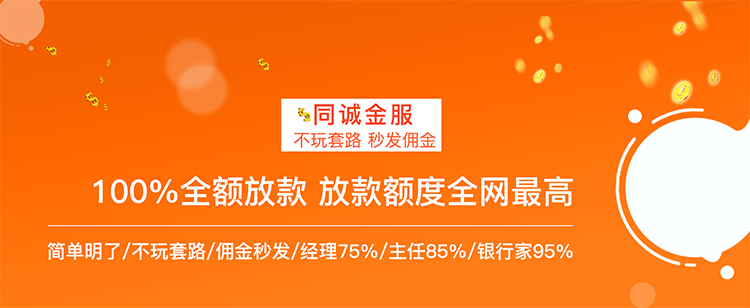 同诚金服
不玩套路 秒发佣金
100%全额放款 放款额度全网最高
简单明了/不玩套路/佣金秒发/经理75%/主任85%/银行家95%